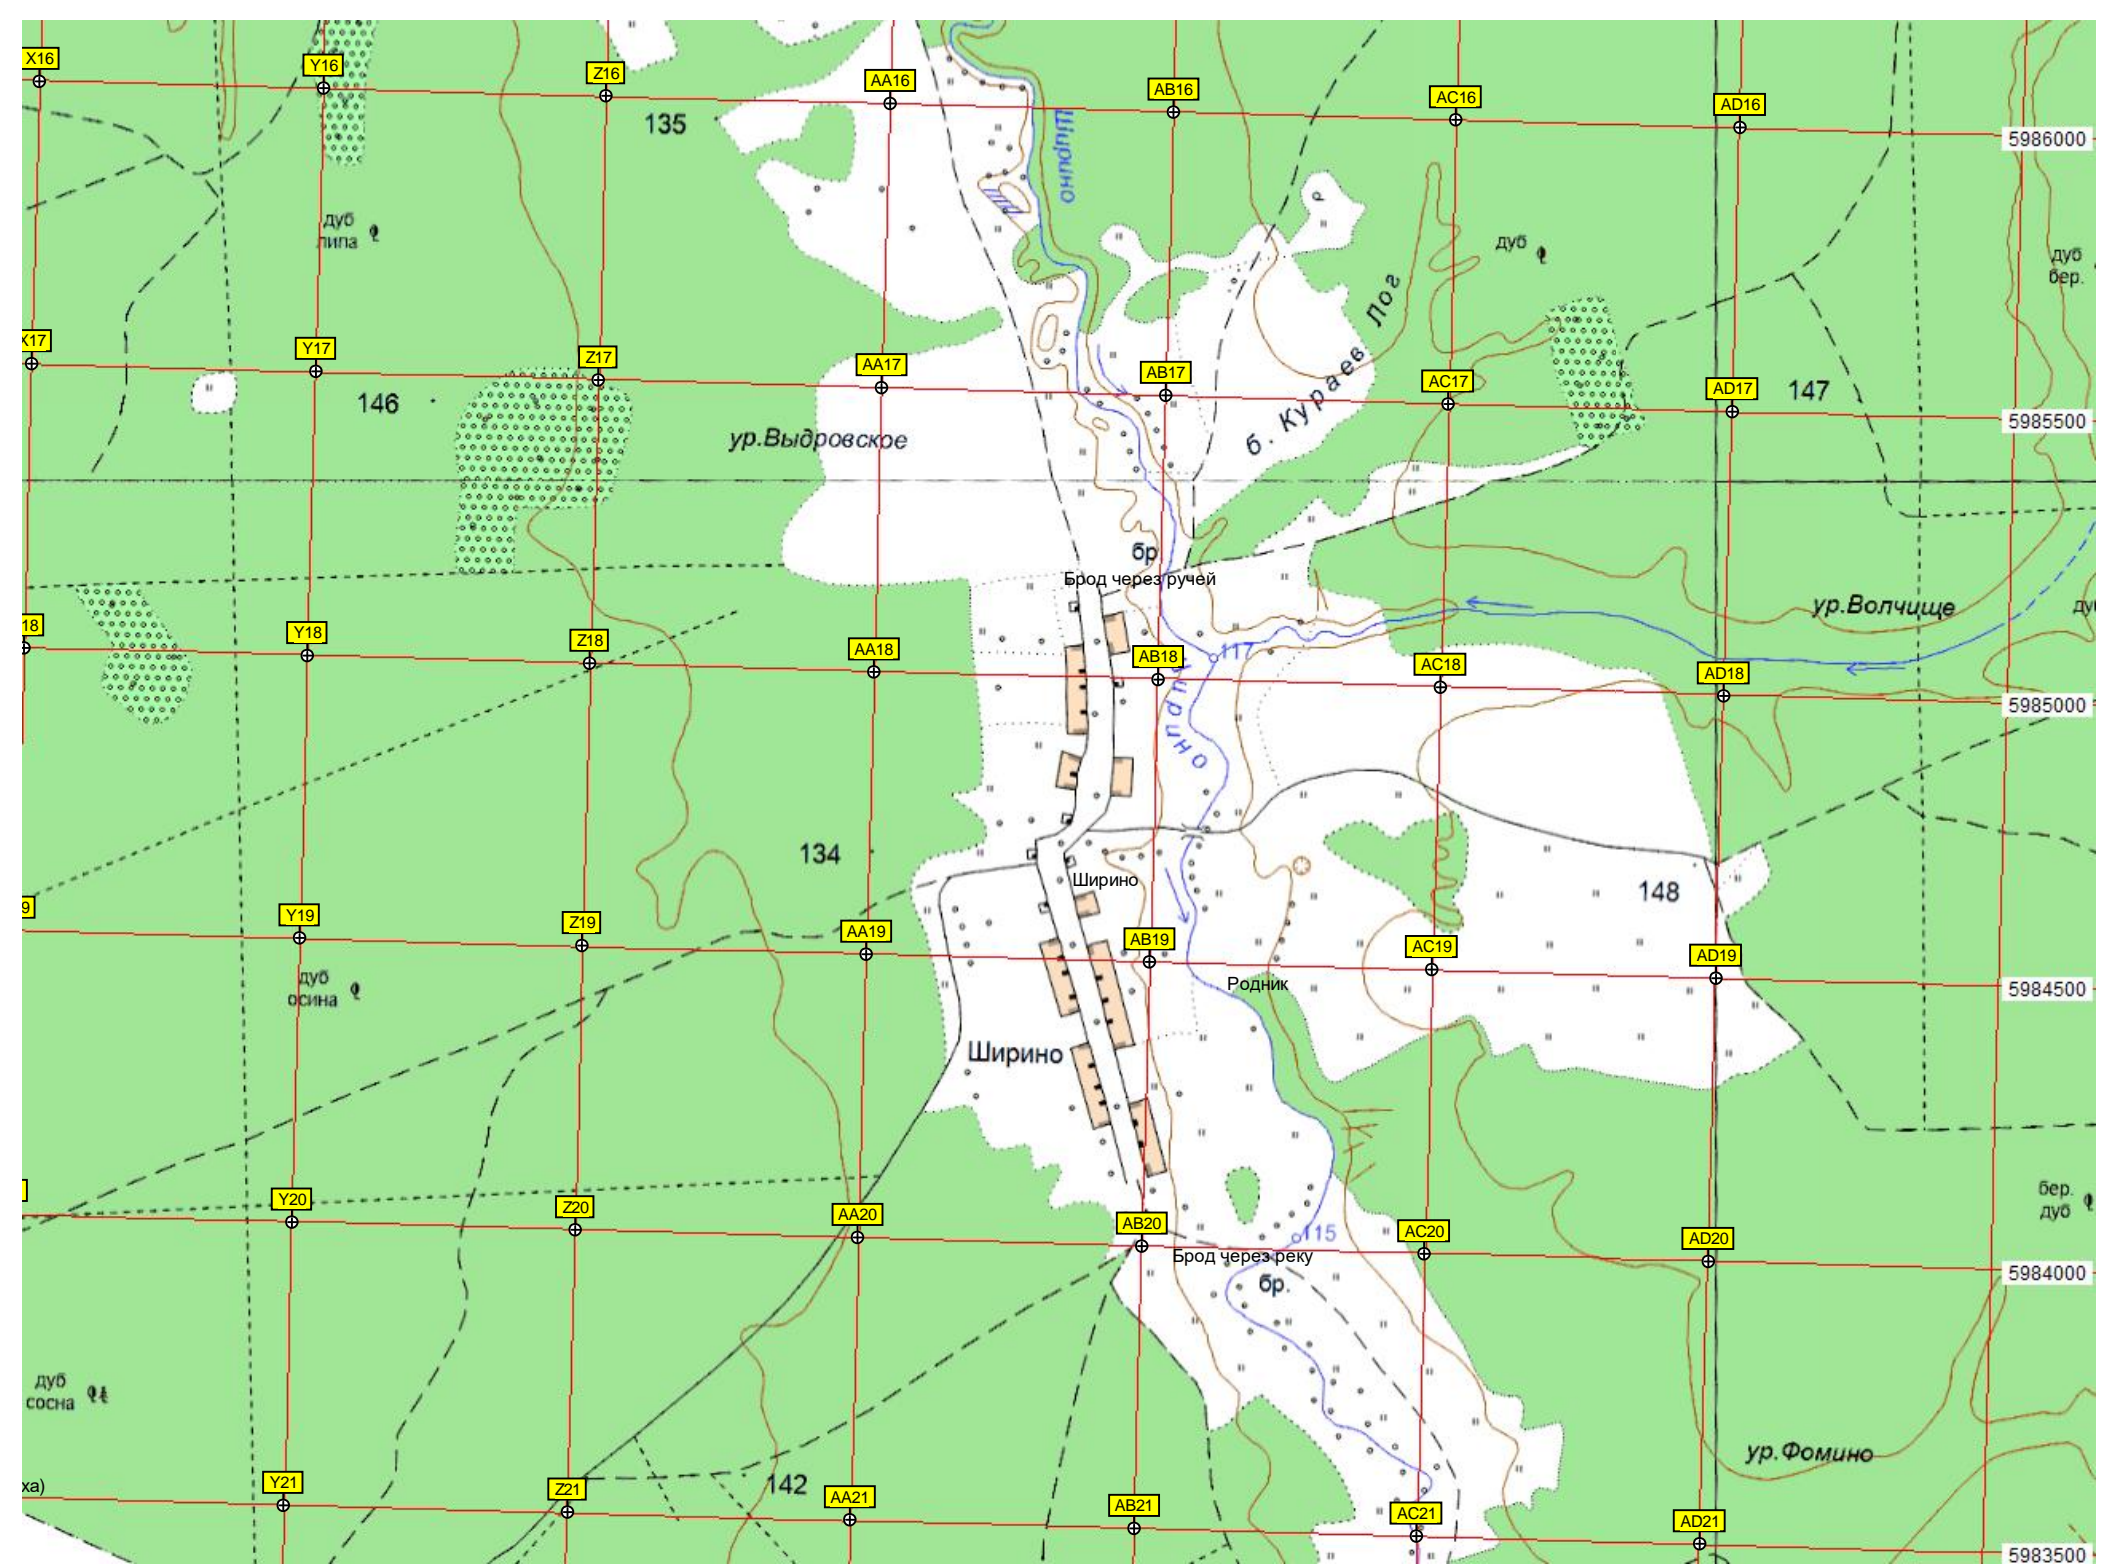 X16
Y16
Z16
AA16
AB16
AC16
AD16
135
5986000
Ширино
дуб
липа
дуб
дуб
бер.
Лог
X17
Y17
Z17
AA17
AB17
AC17
AD17
146
147
5985500
ур.Выдровское
б. Кураев
бр
Брод через ручей
ур.Волчище
18
Y18
Z18
AA18
AB18
AC18
AD18
117
5985000
134
Ширино
148
9
Y19
Z19
AA19
AB19
AC19
AD19
дуб
осина
Родник
5984500
Ширино
Y20
Z20
AA20
AB20
AC20
AD20
бер.
дуб
115
Брод через реку
бр.
5984000
дуб
сосна
ур.Фомино
ха)
Y21
Z21
142
AA21
AB21
AC21
AD21
5983500